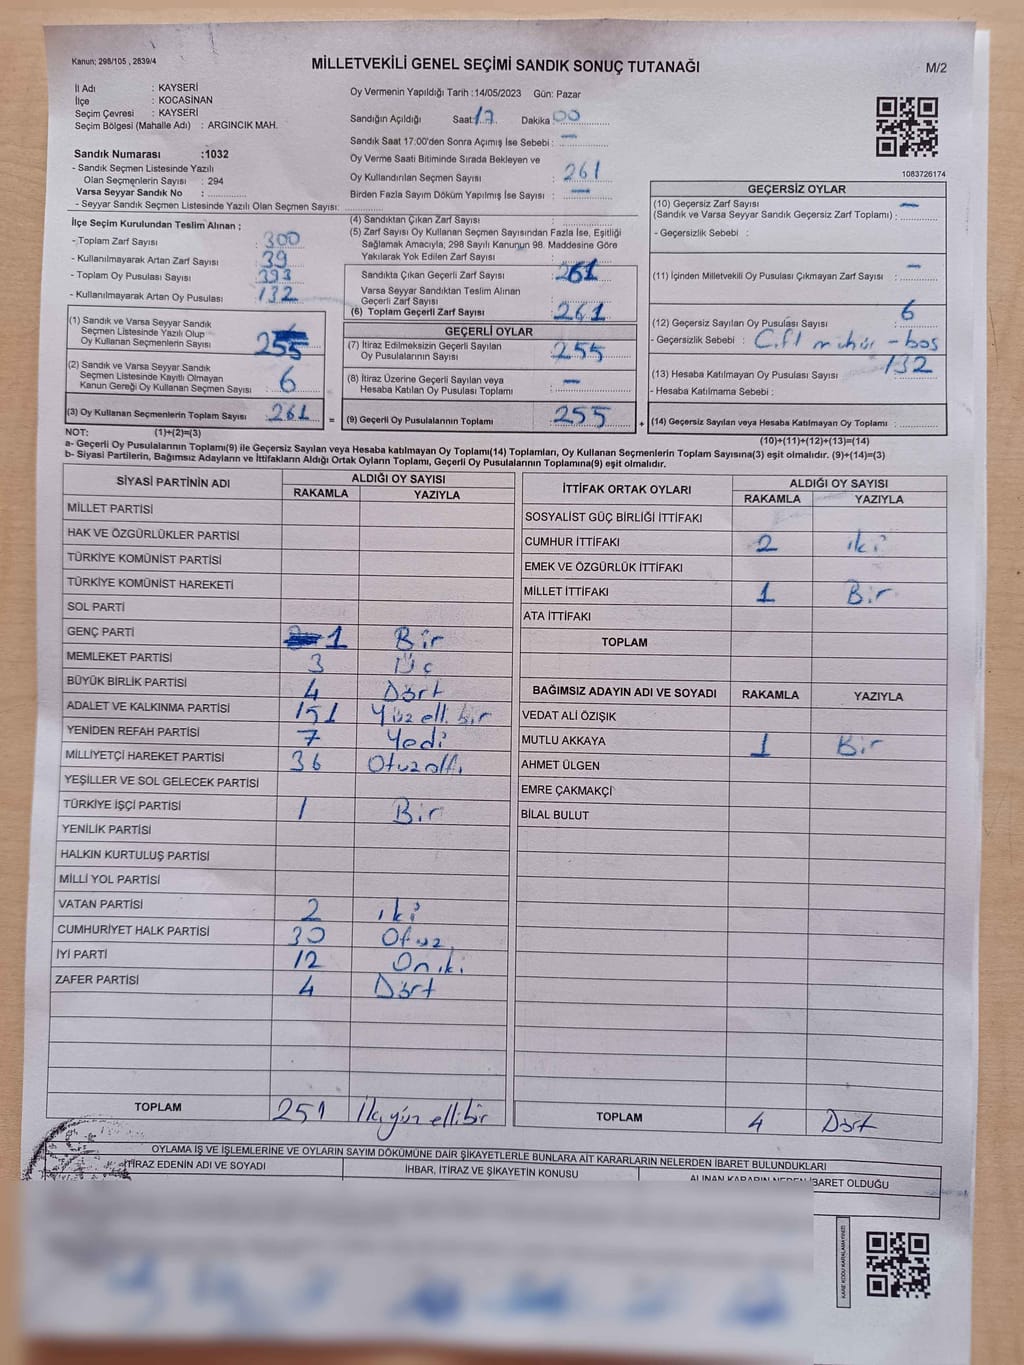 Kanun: 298/105 , 2839/4
MİLLETVEKİLİ GENEL SEÇİMİ SANDIK SONUÇ TUTANAĞI
M/2
İl Adı : KAYSERİ
İlçe : KOCASİNAN
Seçim Çevresi : KAYSERİ
Seçim Bölgesi (Mahalle Adı) : ARGINCIK MAH.
Oy Vermenin Yapıldığı Tarih :14/05/2023 Gün: Pazar
Sandığın Açıldığı Saat: 17 Dakika: 00
Sandık Saat 17:00'den Sonra Açımış İse Sebebi : —
Oy Verme Saati Bitiminde Sırada Bekleyen ve
Oy Kullandırılan Seçmen Sayısı : 261
Birden Fazla Sayım Döküm Yapılmış İse Sayısı : —
1083726174
Sandık Numarası :1032
- Sandık Seçmen Listesinde Yazılı
Olan Seçmenlerin Sayısı : 294
Varsa Seyyar Sandık No :
- Seyyar Sandık Seçmen Listesinde Yazılı Olan Seçmen Sayısı:
İlçe Seçim Kurulundan Teslim Alınan ;
- Toplam Zarf Sayısı : 300
- Kullanılmayarak Artan Zarf Sayısı : 39
- Toplam Oy Pusulası Sayısı : 393
- Kullanılmayarak Artan Oy Pusulası : 132
(1) Sandık ve Varsa Seyyar Sandık
Seçmen Listesinde Yazılı Olup
Oy Kullanan Seçmenlerin Sayısı : 255
(2) Sandık ve Varsa Seyyar Sandık
Seçmen Listesinde Kayıtlı Olmayan
Kanun Gereği Oy Kullanan Seçmen Sayısı : 6
(3) Oy Kullanan Seçmenlerin Toplam Sayısı : 261 =
(4) Sandıktan Çıkan Zarf Sayısı :
(5) Zarf Sayısı Oy Kullanan Seçmen Sayısından Fazla İse, Eşitliği
Sağlamak Amacıyla, 298 Sayılı Kanunun 98. Maddesine Göre
Yakılarak Yok Edilen Zarf Sayısı :
Sandıkta Çıkan Geçerli Zarf Sayısı : 261
Varsa Seyyar Sandıktan Teslim Alınan
Geçerli Zarf Sayısı :
(6) Toplam Geçerli Zarf Sayısı : 261
GEÇERLİ OYLAR
(7) İtiraz Edilmeksizin Geçerli Sayılan
Oy Pusulalarının Sayısı : 255
(8) İtiraz Üzerine Geçerli Sayılan veya
Hesaba Katılan Oy Pusulaları Toplamı : —
(9) Geçerli Oy Pusulalarının Toplamı : 255 +
GEÇERSİZ OYLAR
(10) Geçersiz Zarf Sayısı —
(Sandık ve Varsa Seyyar Sandık Geçersiz Zarf Toplamı) :
- Geçersizlik Sebebi :
(11) İçinden Milletvekili Oy Pusulası Çıkmayan Zarf Sayısı : —
(12) Geçersiz Sayılan Oy Pusulası Sayısı : 6
- Geçersizlik Sebebi : Çift mühür - boş
(13) Hesaba Katılmayan Oy Pusulası Sayısı : 132
- Hesaba Katılmama Sebebi :
(14) Geçersiz Sayılan veya Hesaba Katılmayan Oy Toplamı :
NOT: (1)+(2)=(3)
(10)+(11)+(12)+(13)=(14)
a- Geçerli Oy Pusulalarının Toplamı(9) ile Geçersiz Sayılan veya Hesaba katılmayan Oy Toplamı(14) Toplamları, Oy Kullanan Seçmenlerin Toplam Sayısına(3) eşit olmalıdır. (9)+(14)=(3)
b- Siyasi Partilerin, Bağımsız Adayların ve İttifakların Aldığı Ortak Oyların Toplamı, Geçerli Oy Pusulalarının Toplamına(9) eşit olmalıdır.
SİYASİ PARTİNİN ADI ALDIĞI OY SAYISI
RAKAMLA YAZIYLA
MİLLET PARTİSİ
HAK VE ÖZGÜRLÜKLER PARTİSİ
TÜRKİYE KOMÜNİST PARTİSİ
TÜRKİYE KOMÜNİST HAREKETİ
SOL PARTİ
GENÇ PARTİ 1 Bir
MEMLEKET PARTİSİ 3 Üç
BÜYÜK BİRLİK PARTİSİ 4 Dört
ADALET VE KALKINMA PARTİSİ 151 Yüz elli bir
YENİDEN REFAH PARTİSİ 7 Yedi
MİLLİYETÇİ HAREKET PARTİSİ 36 Otuz altı
YEŞİLLER VE SOL GELECEK PARTİSİ
TÜRKİYE İŞÇİ PARTİSİ 1 Bir
YENİLİK PARTİSİ
HALKIN KURTULUŞ PARTİSİ
MİLLİ YOL PARTİSİ
VATAN PARTİSİ 2 iki
CUMHURİYET HALK PARTİSİ 30 Otuz
İYİ PARTİ 12 On iki
ZAFER PARTİSİ 4 Dört
TOPLAM 251 İkiyüz ellibir
İTTİFAK ORTAK OYLARI ALDIĞI OY SAYISI
RAKAMLA YAZIYLA
SOSYALİST GÜÇ BİRLİĞİ İTTİFAKI
CUMHUR İTTİFAKI 2 iki
EMEK VE ÖZGÜRLÜK İTTİFAKI
MİLLET İTTİFAKI 1 Bir
ATA İTTİFAKI
TOPLAM
BAĞIMSIZ ADAYIN ADI VE SOYADI RAKAMLA YAZIYLA
VEDAT ALİ ÖZIŞIK
MUTLU AKKAYA 1 Bir
AHMET ÜLGEN
EMRE ÇAKMAKÇİ
BİLAL BULUT
TOPLAM 4 Dört
OYLAMA İŞ VE İŞLEMLERİNE VE OYLARIN SAYIM DÖKÜMÜNE DAİR ŞİKAYETLERLE BUNLARA AİT KARARLARIN NELERDEN İBARET BULUNDUKLARI
İTİRAZ EDENİN ADI VE SOYADI İHBAR, İTİRAZ VE ŞİKAYETİN KONUSU ALINAN KARARIN NEDEN İBARET OLDUĞU
KARE KODU KARALAMAYINIZ!